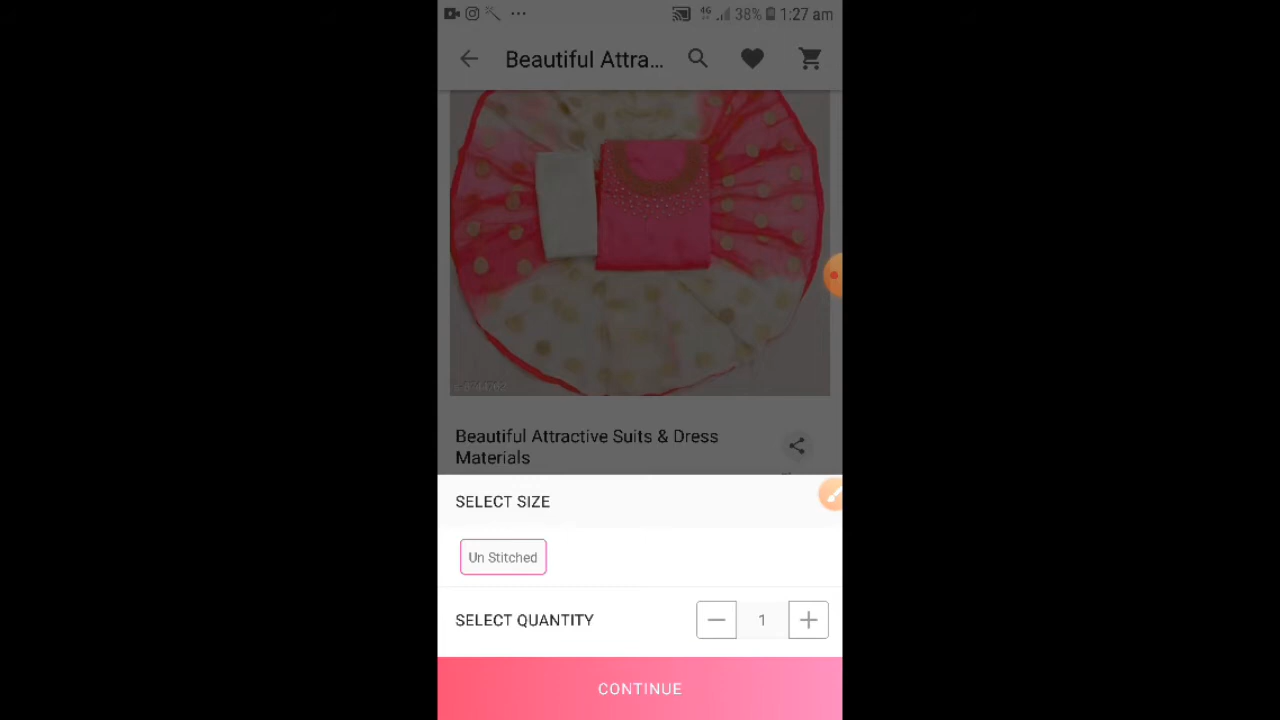 4G 38% 1:27 am
Beautiful Attra...
Beautiful Attractive Suits & Dress
Materials
SELECT SIZE
Un Stitched
SELECT QUANTITY
1
CONTINUE